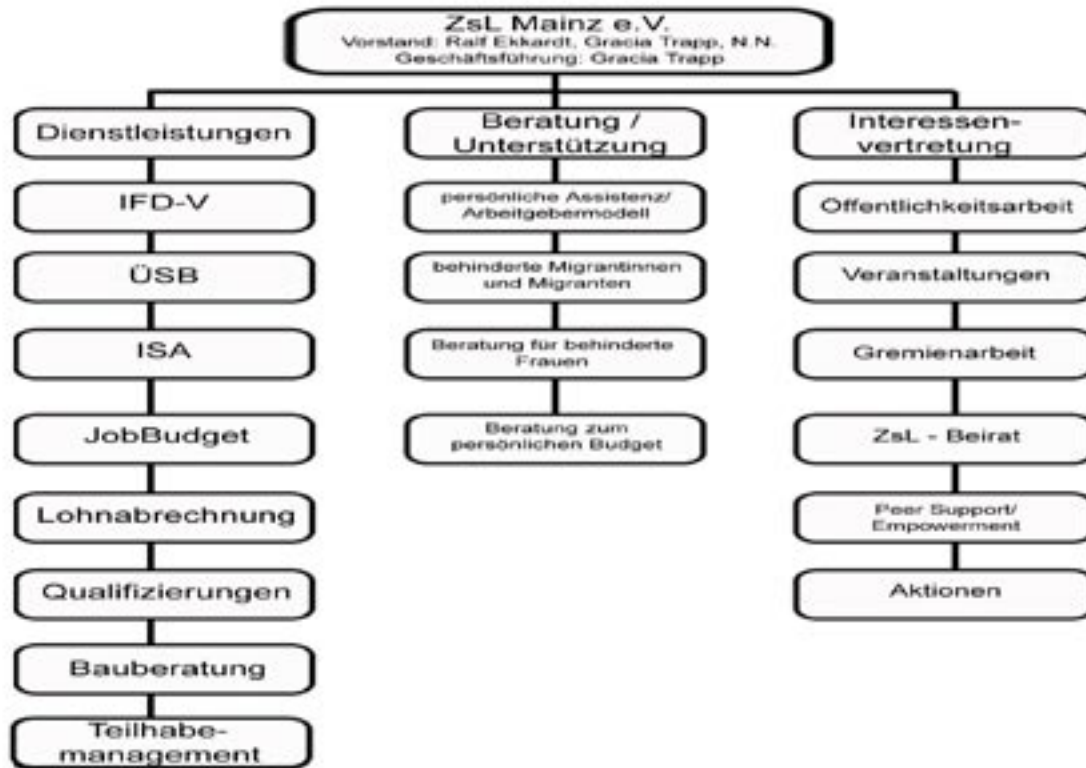 ZsL Mainz e.V.
Vorstand: Ralf Ekkardt, Gracia Trapp, N.N.
Geschäftsführung: Gracia Trapp
Dienstleistungen
IFD-V
ÜSB
ISA
JobBudget
Lohnabrechnung
Qualifizierungen
Bauberatung
Teilhabe-
management
Beratung /
Unterstützung
persönliche Assistenz/
Arbeitgebermodell
behinderte Migrantinnen
und Migranten
Beratung für behinderte
Frauen
Beratung zum
persönlichen Budget
Interessen-
vertretung
Öffentlichkeitsarbeit
Veranstaltungen
Gremienarbeit
ZsL - Beirat
Peer Support/
Empowerment
Aktionen